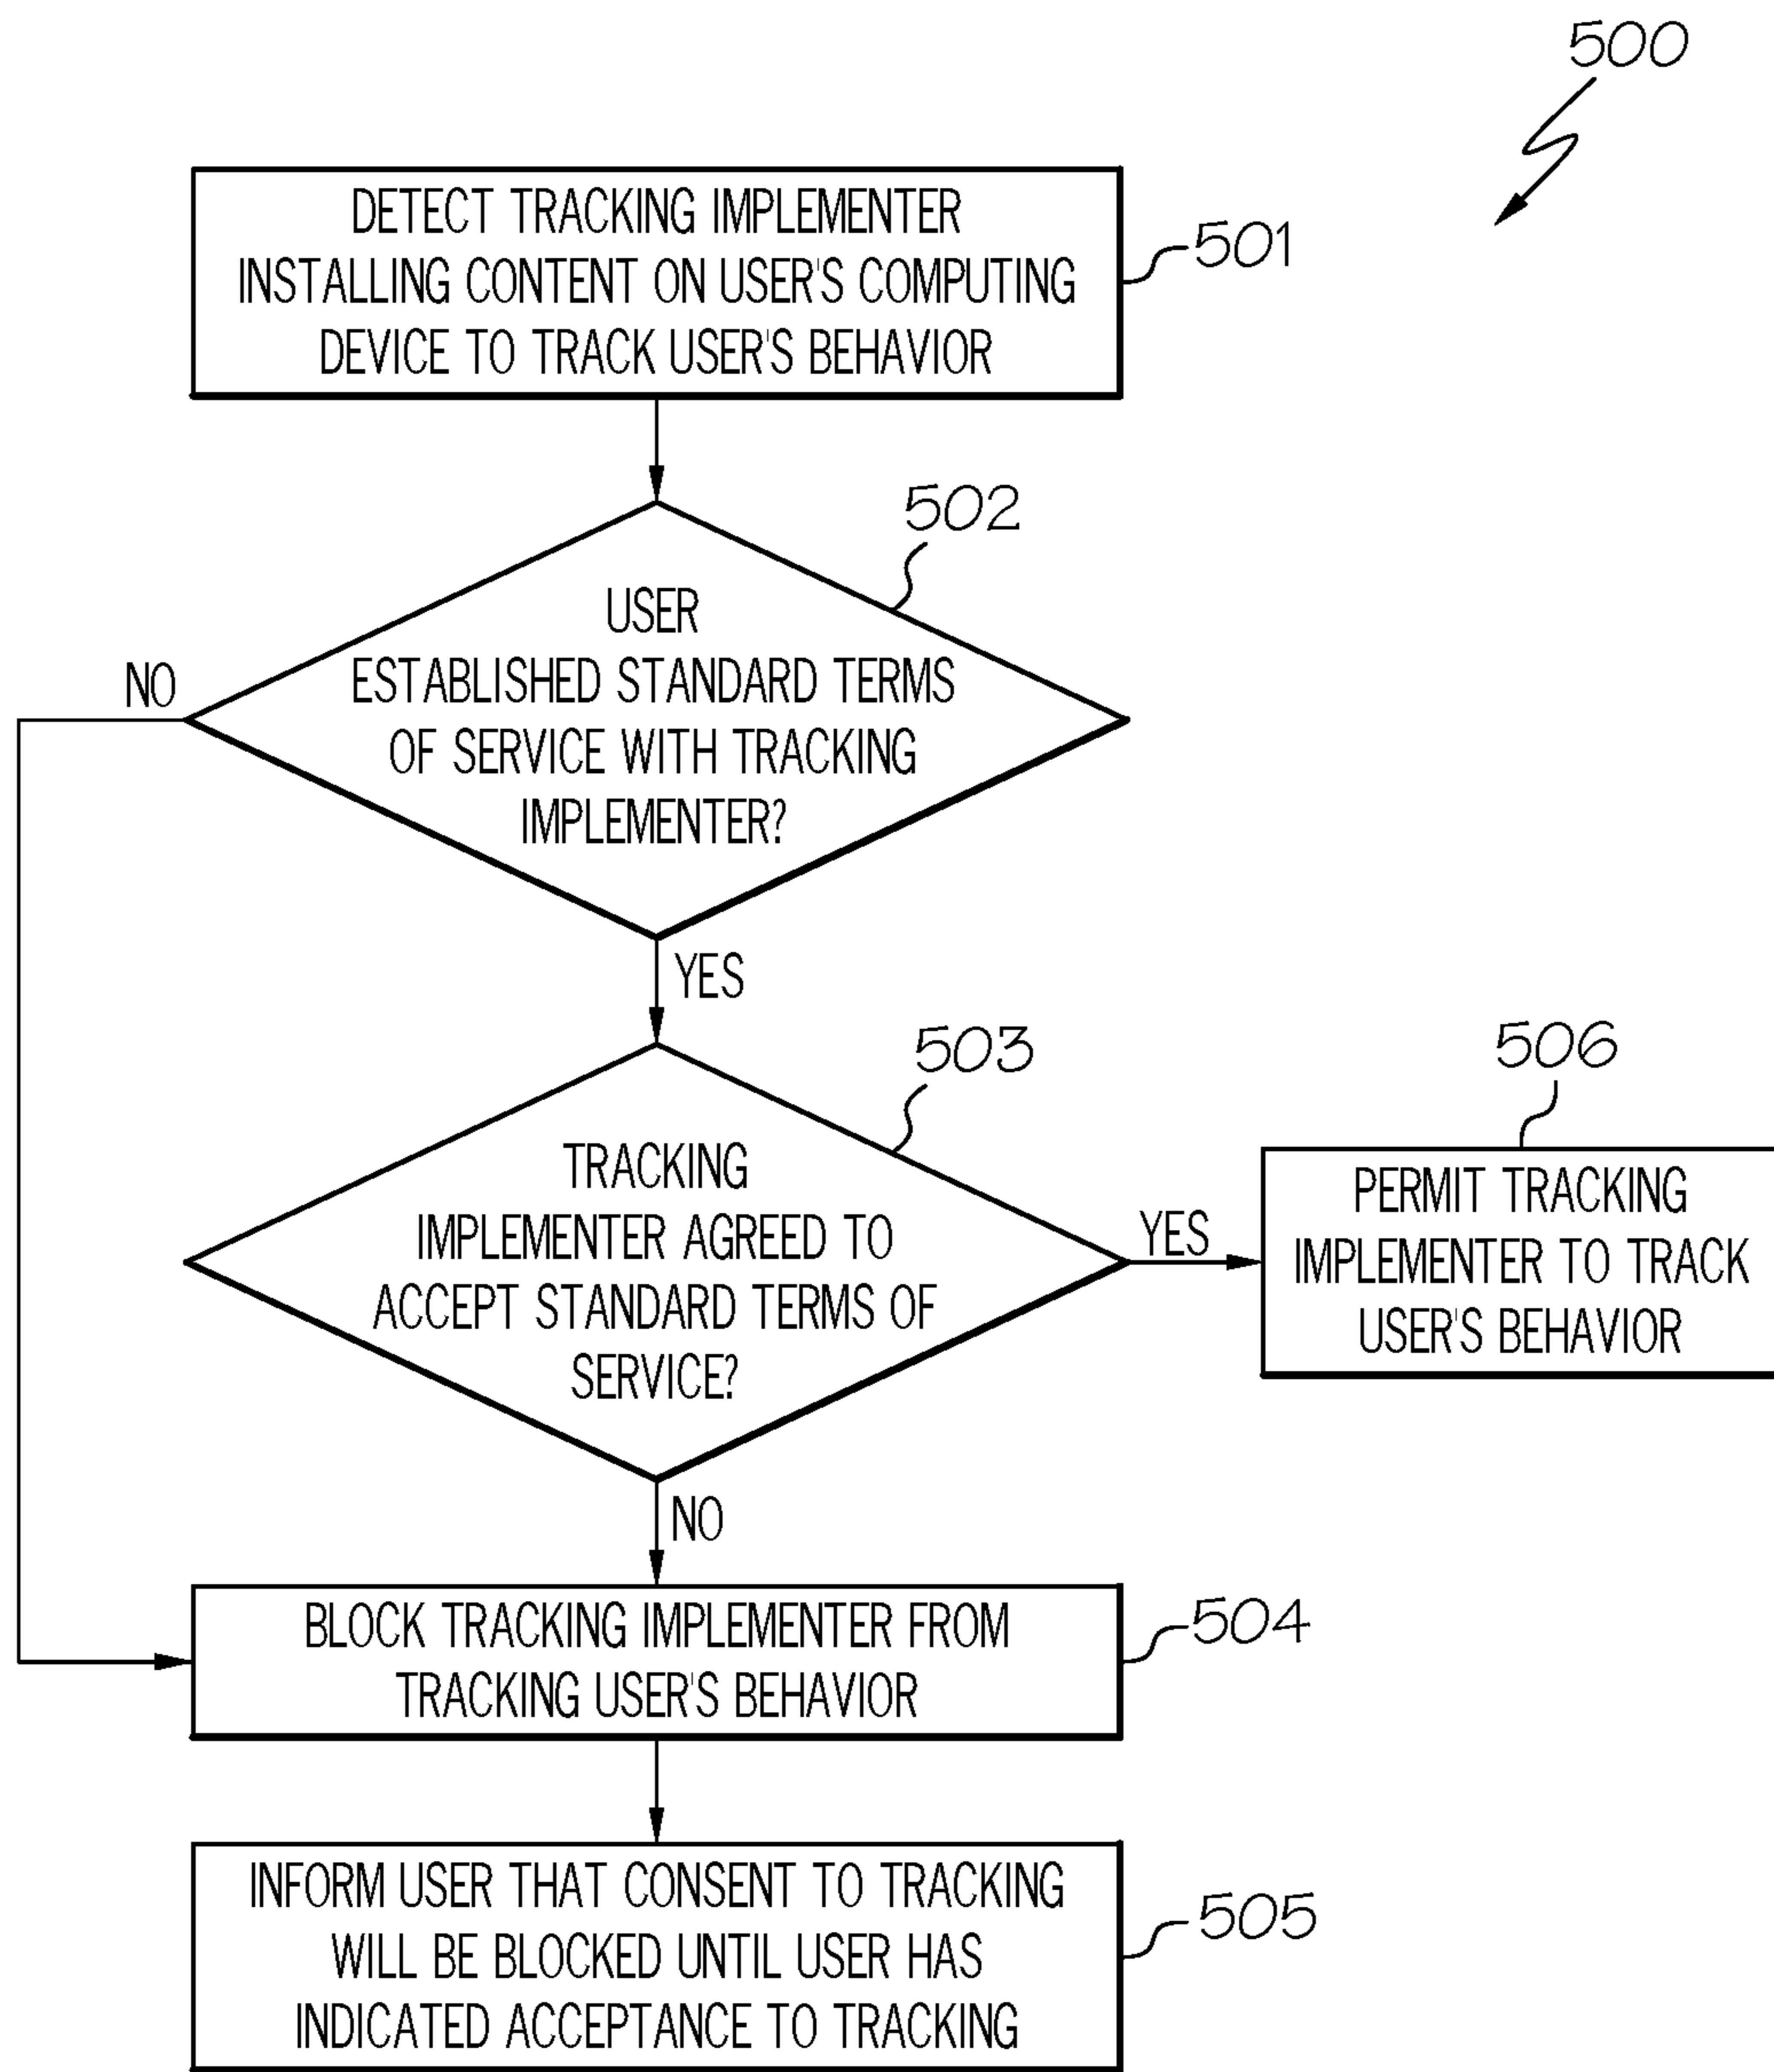 500
DETECT TRACKING IMPLEMENTER
INSTALLING CONTENT ON USER'S COMPUTING
DEVICE TO TRACK USER'S BEHAVIOR
501
502
USER
ESTABLISHED STANDARD TERMS
OF SERVICE WITH TRACKING
IMPLEMENTER?
NO
YES
503
TRACKING
IMPLEMENTER AGREED TO
ACCEPT STANDARD TERMS OF
SERVICE?
YES
506
PERMIT TRACKING
IMPLEMENTER TO TRACK
USER'S BEHAVIOR
NO
BLOCK TRACKING IMPLEMENTER FROM
TRACKING USER'S BEHAVIOR
504
INFORM USER THAT CONSENT TO TRACKING
WILL BE BLOCKED UNTIL USER HAS
INDICATED ACCEPTANCE TO TRACKING
505